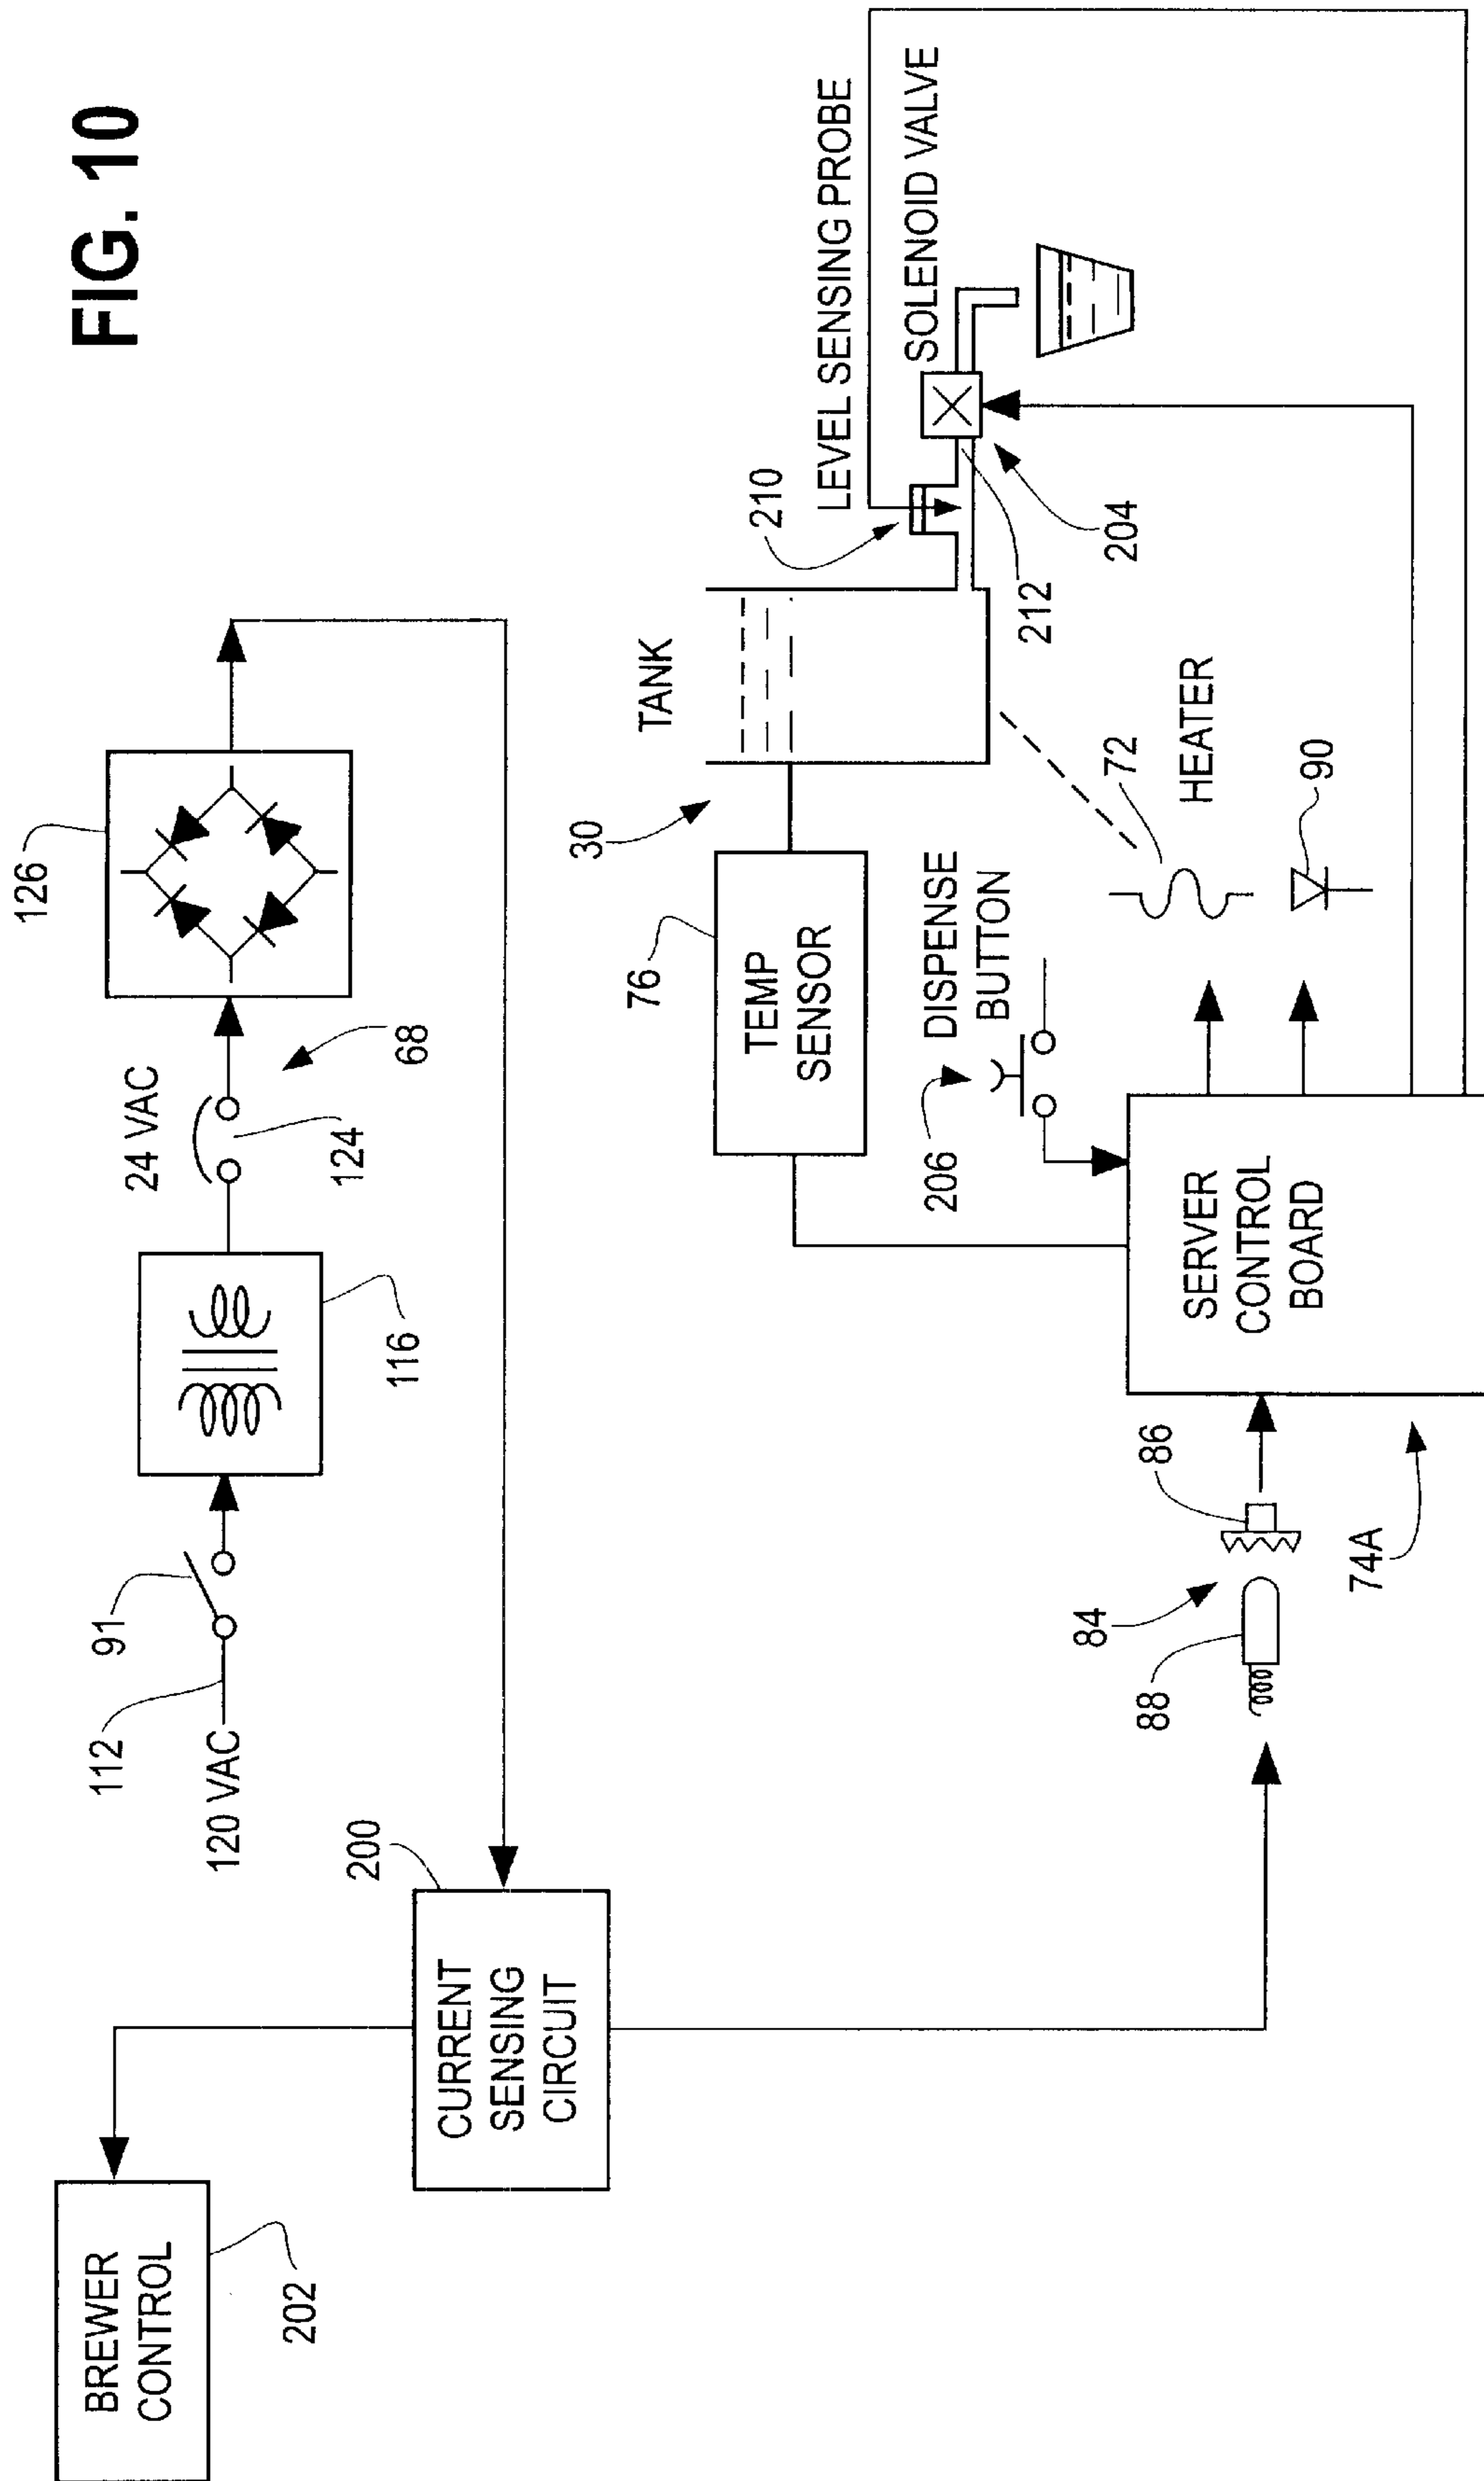 FIG. 10
BREWER
CONTROL
202
CURRENT
SENSING
CIRCUIT
200
120 VAC
112
91
116
24 VAC
124
68
126
88
84
86
74A
SERVER
CONTROL
BOARD
206
DISPENSE
BUTTON
TEMP
SENSOR
76
30
TANK
72
HEATER
90
210
LEVEL SENSING PROBE
SOLENOID VALVE
212
204